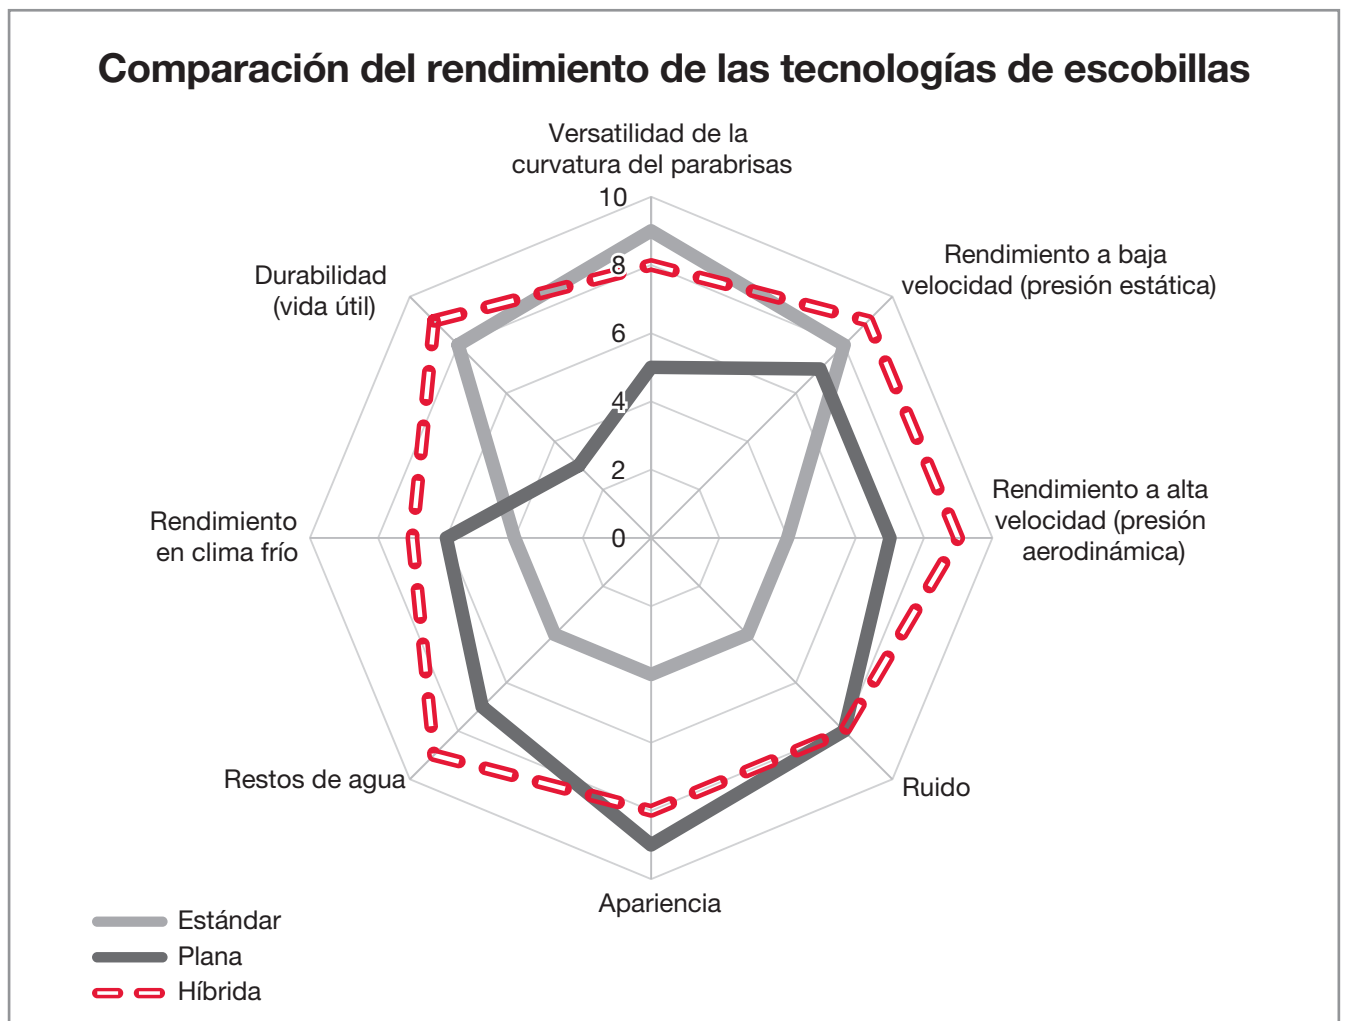 Comparación del rendimiento de las tecnologías de escobillas
Versatilidad de la
curvatura del parabrisas
10
8
6
4
2
0
Rendimiento a baja
velocidad (presión estática)
Rendimiento a alta
velocidad (presión
aerodinámica)
Ruido
Apariencia
Restos de agua
Rendimiento
en clima frío
Durabilidad
(vida útil)
Estándar
Plana
Híbrida